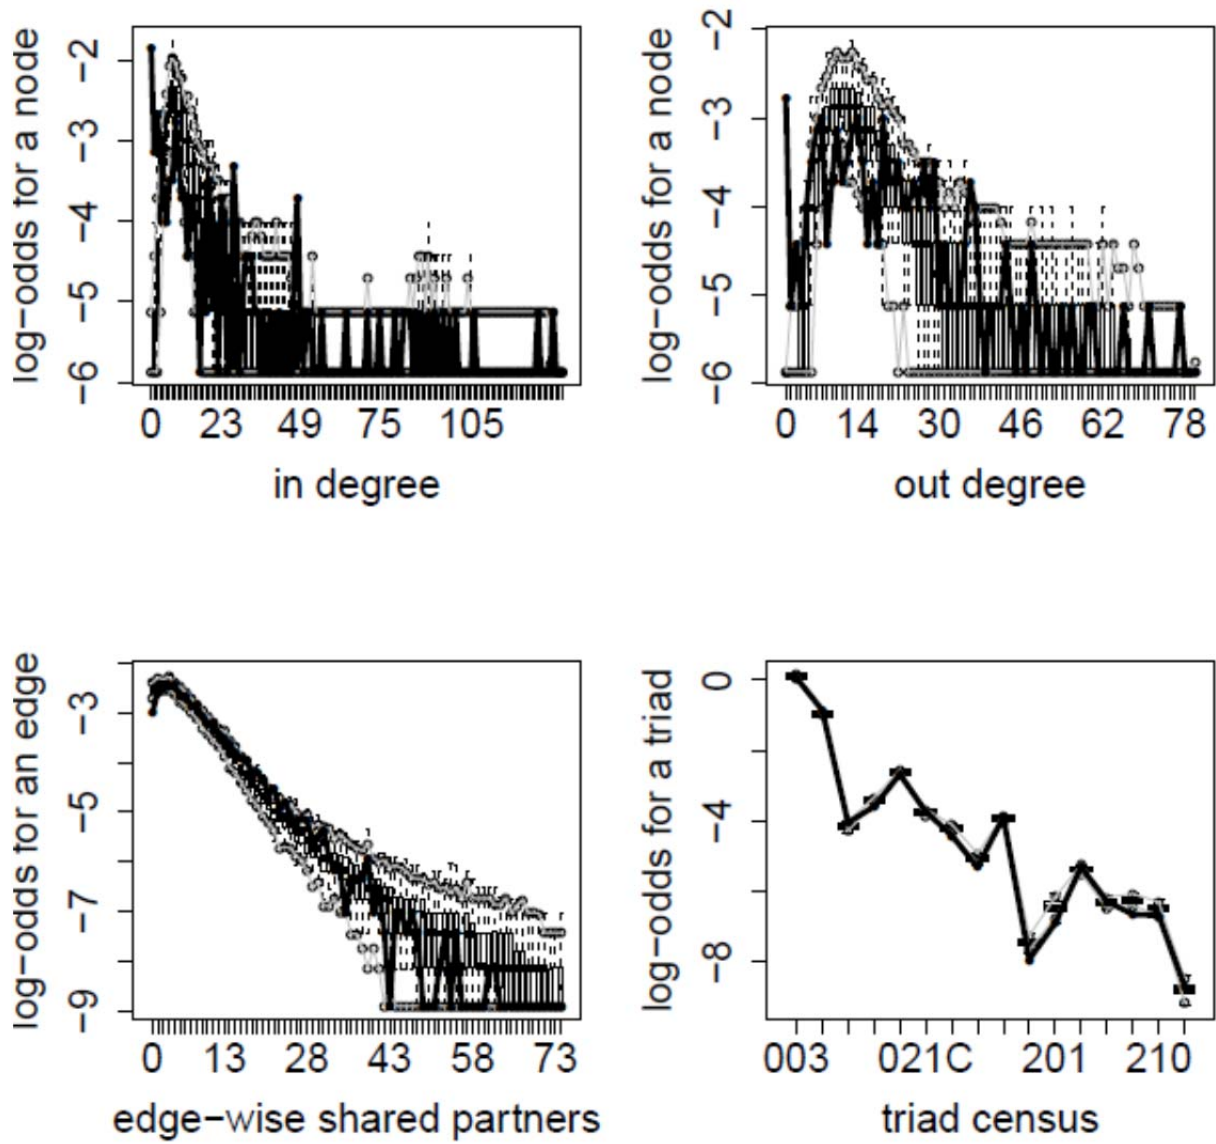 log−odds for a node
−2
−3
−4
−5
−6
0 23 49 75 105
in degree
log−odds for a node
−2
−3
−4
−5
−6
0 14 30 46 62 78
out degree
log−odds for an edge
−3
−5
−7
−9
0 13 28 43 58 73
edge−wise shared partners
log−odds for a triad
0
−4
−8
003 021C 201 210
triad census